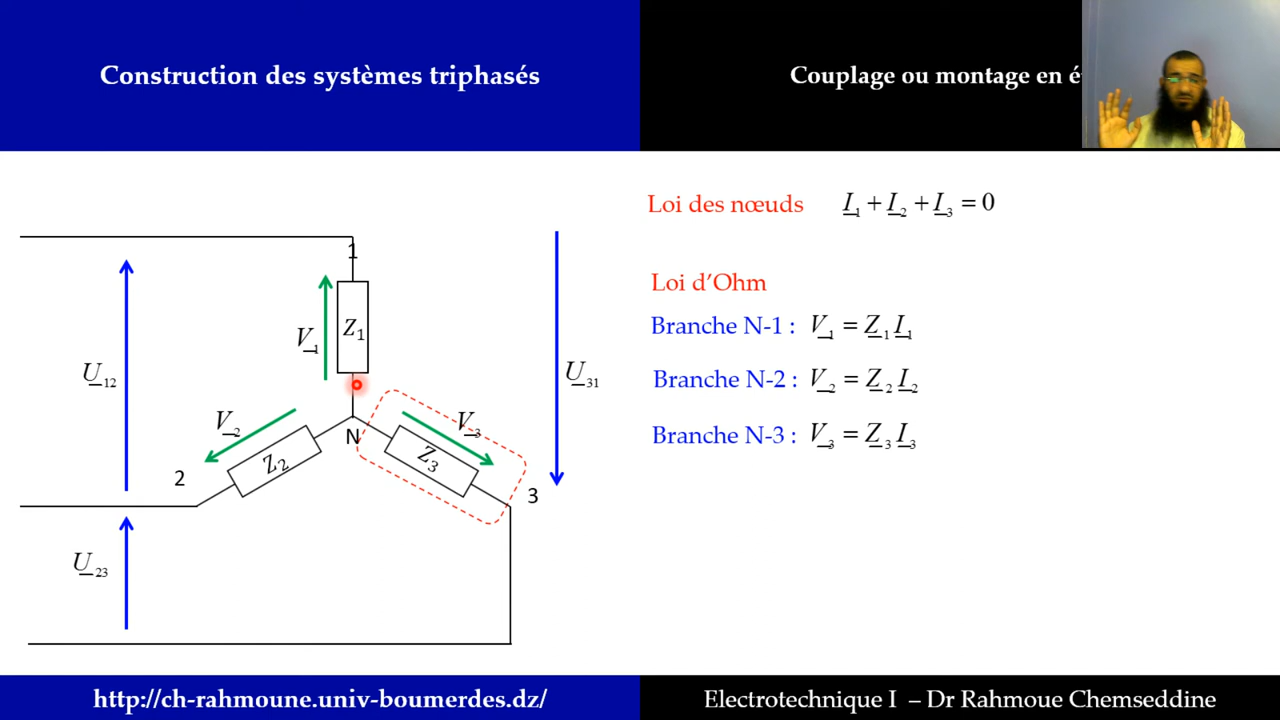 Construction des systèmes triphasés
Couplage ou montage en é
Loi des nœuds I₁ + I₂ + I₃ = 0
Loi d'Ohm
Branche N-1 : V₁ = Z₁ I₁
Branche N-2 : V₂ = Z₂ I₂
Branche N-3 : V₃ = Z₃ I₃
1
V₁
Z₁
U₁₂
U₃₁
V₂
V₃
N
Z₂
Z₃
2
3
U₂₃
http://ch-rahmoune.univ-boumerdes.dz/
Electrotechnique I – Dr Rahmoue Chemseddine